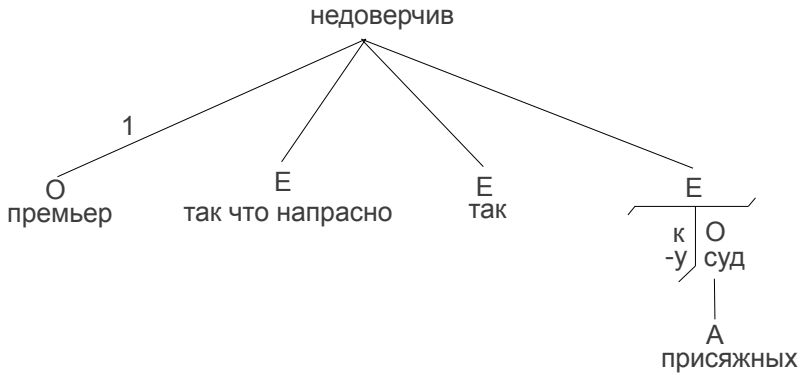 недоверчив
1
О Е Е Е
премьер так что напрасно так
к О
-у суд
А
присяжных